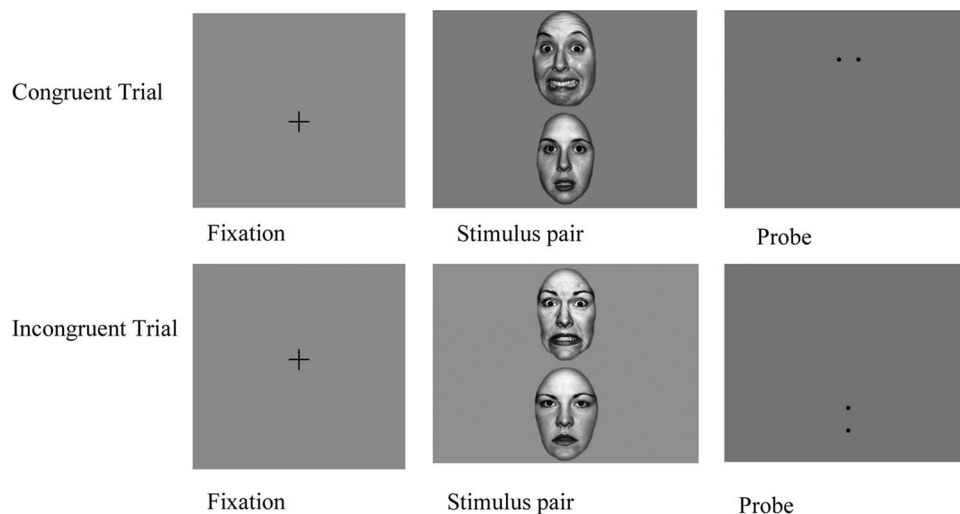 Congruent Trial
Fixation
Stimulus pair
Probe
Incongruent Trial
Fixation
Stimulus pair
Probe